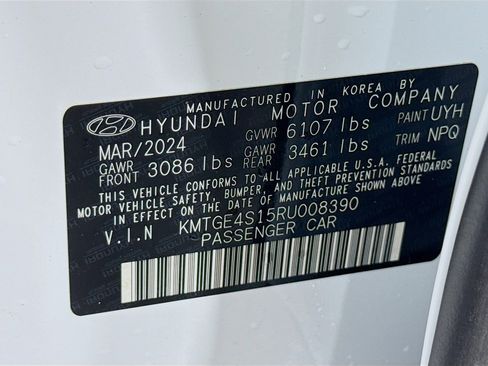 MANUFACTURED IN KOREA BY
HYUNDAI MOTOR COMPANY
MAR/2024 GVWR 6107 lbs PAINT UYH
GAWR FRONT 3086 lbs GAWR REAR 3461 lbs TRIM NPQ
THIS VEHICLE CONFORMS TO ALL APPLICABLE U.S.A. FEDERAL
MOTOR VEHICLE SAFETY, BUMPER, AND THEFT PREVENTION STANDARDS
IN EFFECT ON THE DATE OF MANUFACTURE SHOWN ABOVE.
V.I.N KMTGE4S15RU008390
PASSENGER CAR